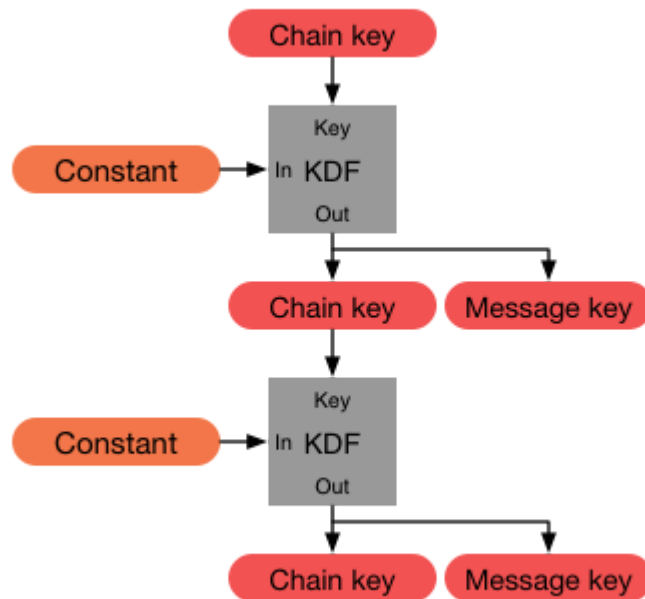 Chain key
Key
Constant
In KDF
Out
Chain key Message key
Key
Constant
In KDF
Out
Chain key Message key